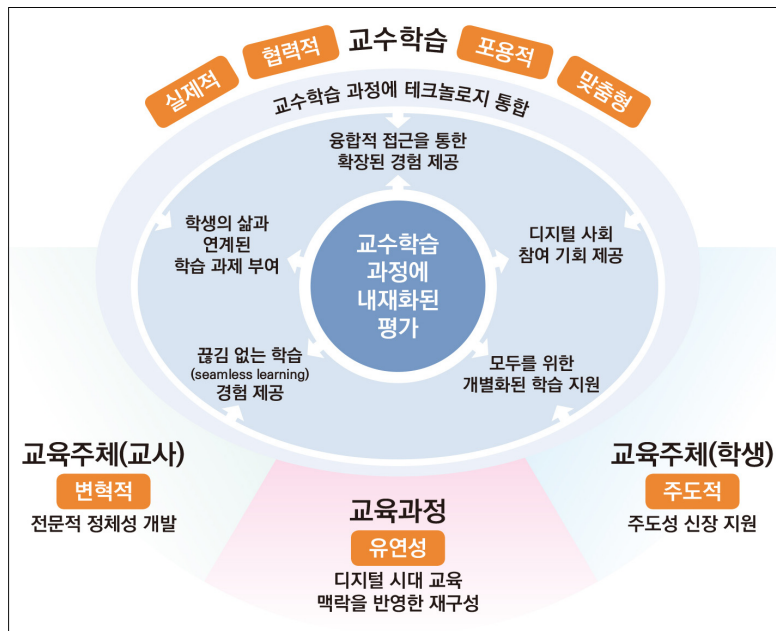 교수학습
실제적
협력적
포용적
맞춤형
교수학습 과정에 테크놀로지 통합
융합적 접근을 통한
확장된 경험 제공
학생의 삶과
연계된
학습 과제 부여
디지털 사회
참여 기회 제공
교수학습
과정에
내재화된
평가
끊김 없는 학습
(seamless learning)
경험 제공
모두를 위한
개별화된 학습 지원
교육주체(교사)
변혁적
전문적 정체성 개발
교육과정
유연성
디지털 시대 교육
맥락을 반영한 재구성
교육주체(학생)
주도적
주도성 신장 지원